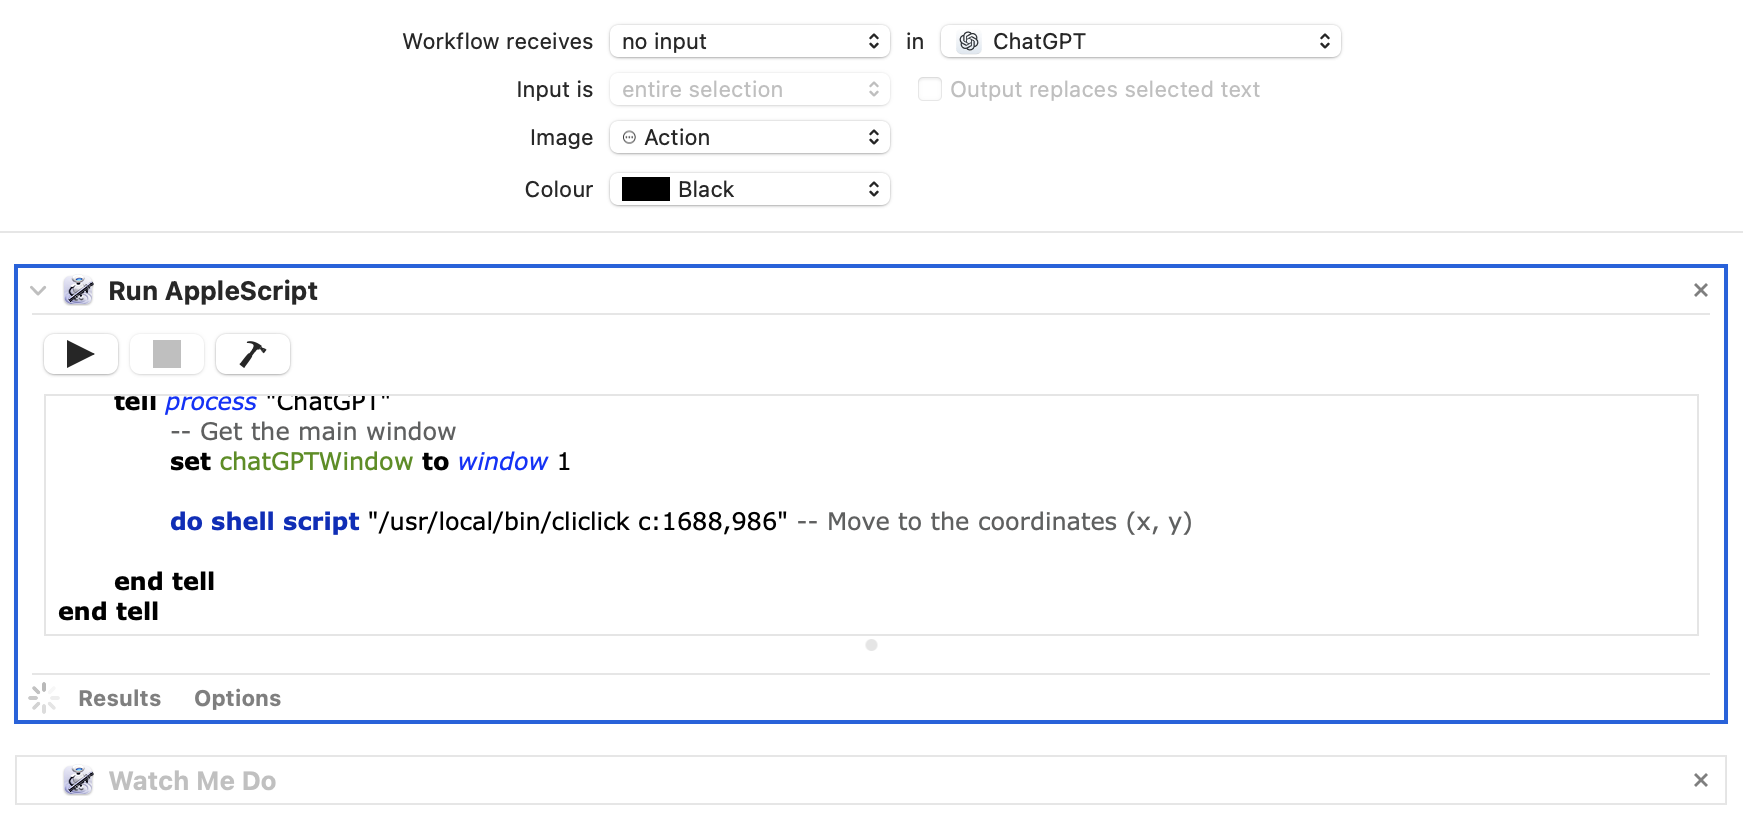 Workflow receives no input in ChatGPT
Input is entire selection Output replaces selected text
Image Action
Colour Black
Run AppleScript
tell process "ChatGPT"
-- Get the main window
set chatGPTWindow to window 1
do shell script "/usr/local/bin/cliclick c:1688,986" -- Move to the coordinates (x, y)
end tell
end tell
Results Options
Watch Me Do